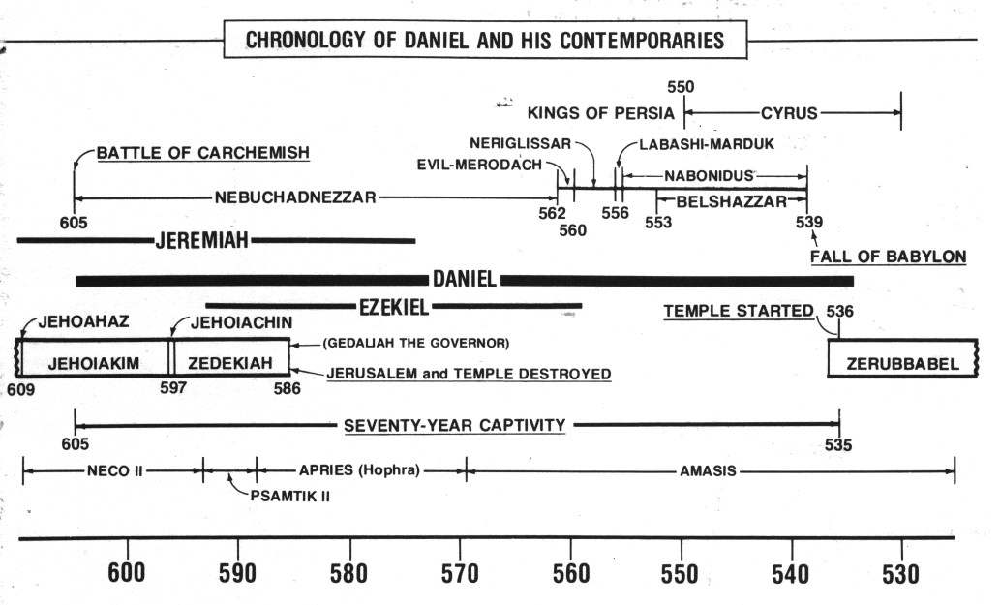 CHRONOLOGY OF DANIEL AND HIS CONTEMPORARIES
550
KINGS OF PERSIA
CYRUS
BATTLE OF CARCHEMISH
NERIGLISSAR
LABASHI-MARDUK
EVIL-MERODACH
NABONIDUS
NEBUCHADNEZZAR
BELSHAZZAR
605
562
560
556
553
539
JEREMIAH
FALL OF BABYLON
DANIEL
EZEKIEL
TEMPLE STARTED
536
JEHOAHAZ
JEHOIACHIN
(GEDALIAH THE GOVERNOR)
JEHOIAKIM
ZEDEKIAH
ZERUBBABEL
JERUSALEM and TEMPLE DESTROYED
609
597
586
SEVENTY-YEAR CAPTIVITY
605
535
NECO II
APRIES (Hophra)
AMASIS
PSAMTIK II
600
590
580
570
560
550
540
530